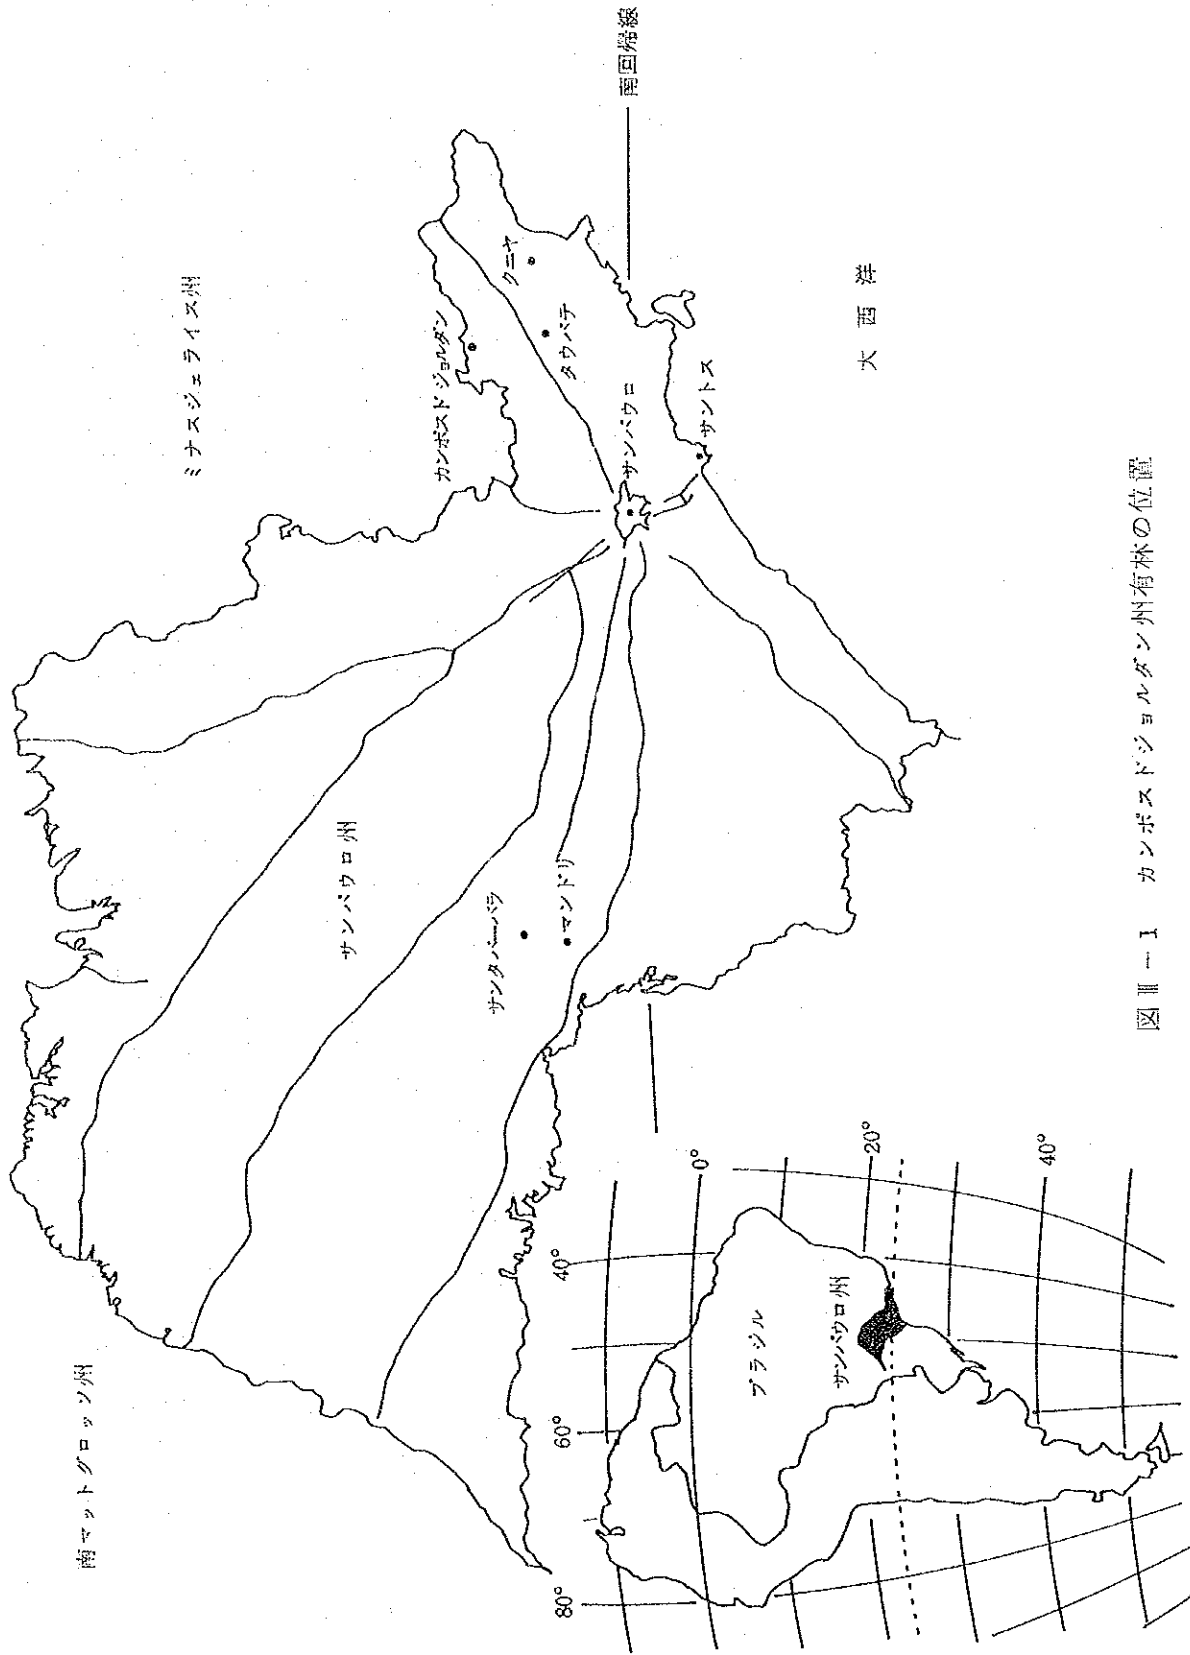 南マットグロッソ州
ミナスジェライス州
サンパウロ州
カンポスドジョルダン
クニヤ
タウバテ
サンパウロ
サントス
サンタバーバラ
マンドリ
南回帰線
大西洋
80°
60°
40°
0°
20°
40°
ブラジル
サンパウロ州
図Ⅲ-1 カンポスドジョルダン州有林の位置